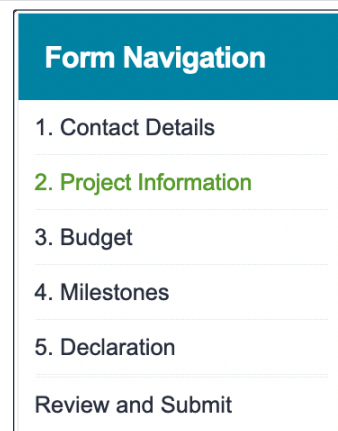 Form Navigation
1. Contact Details
2. Project Information
3. Budget
4. Milestones
5. Declaration
Review and Submit